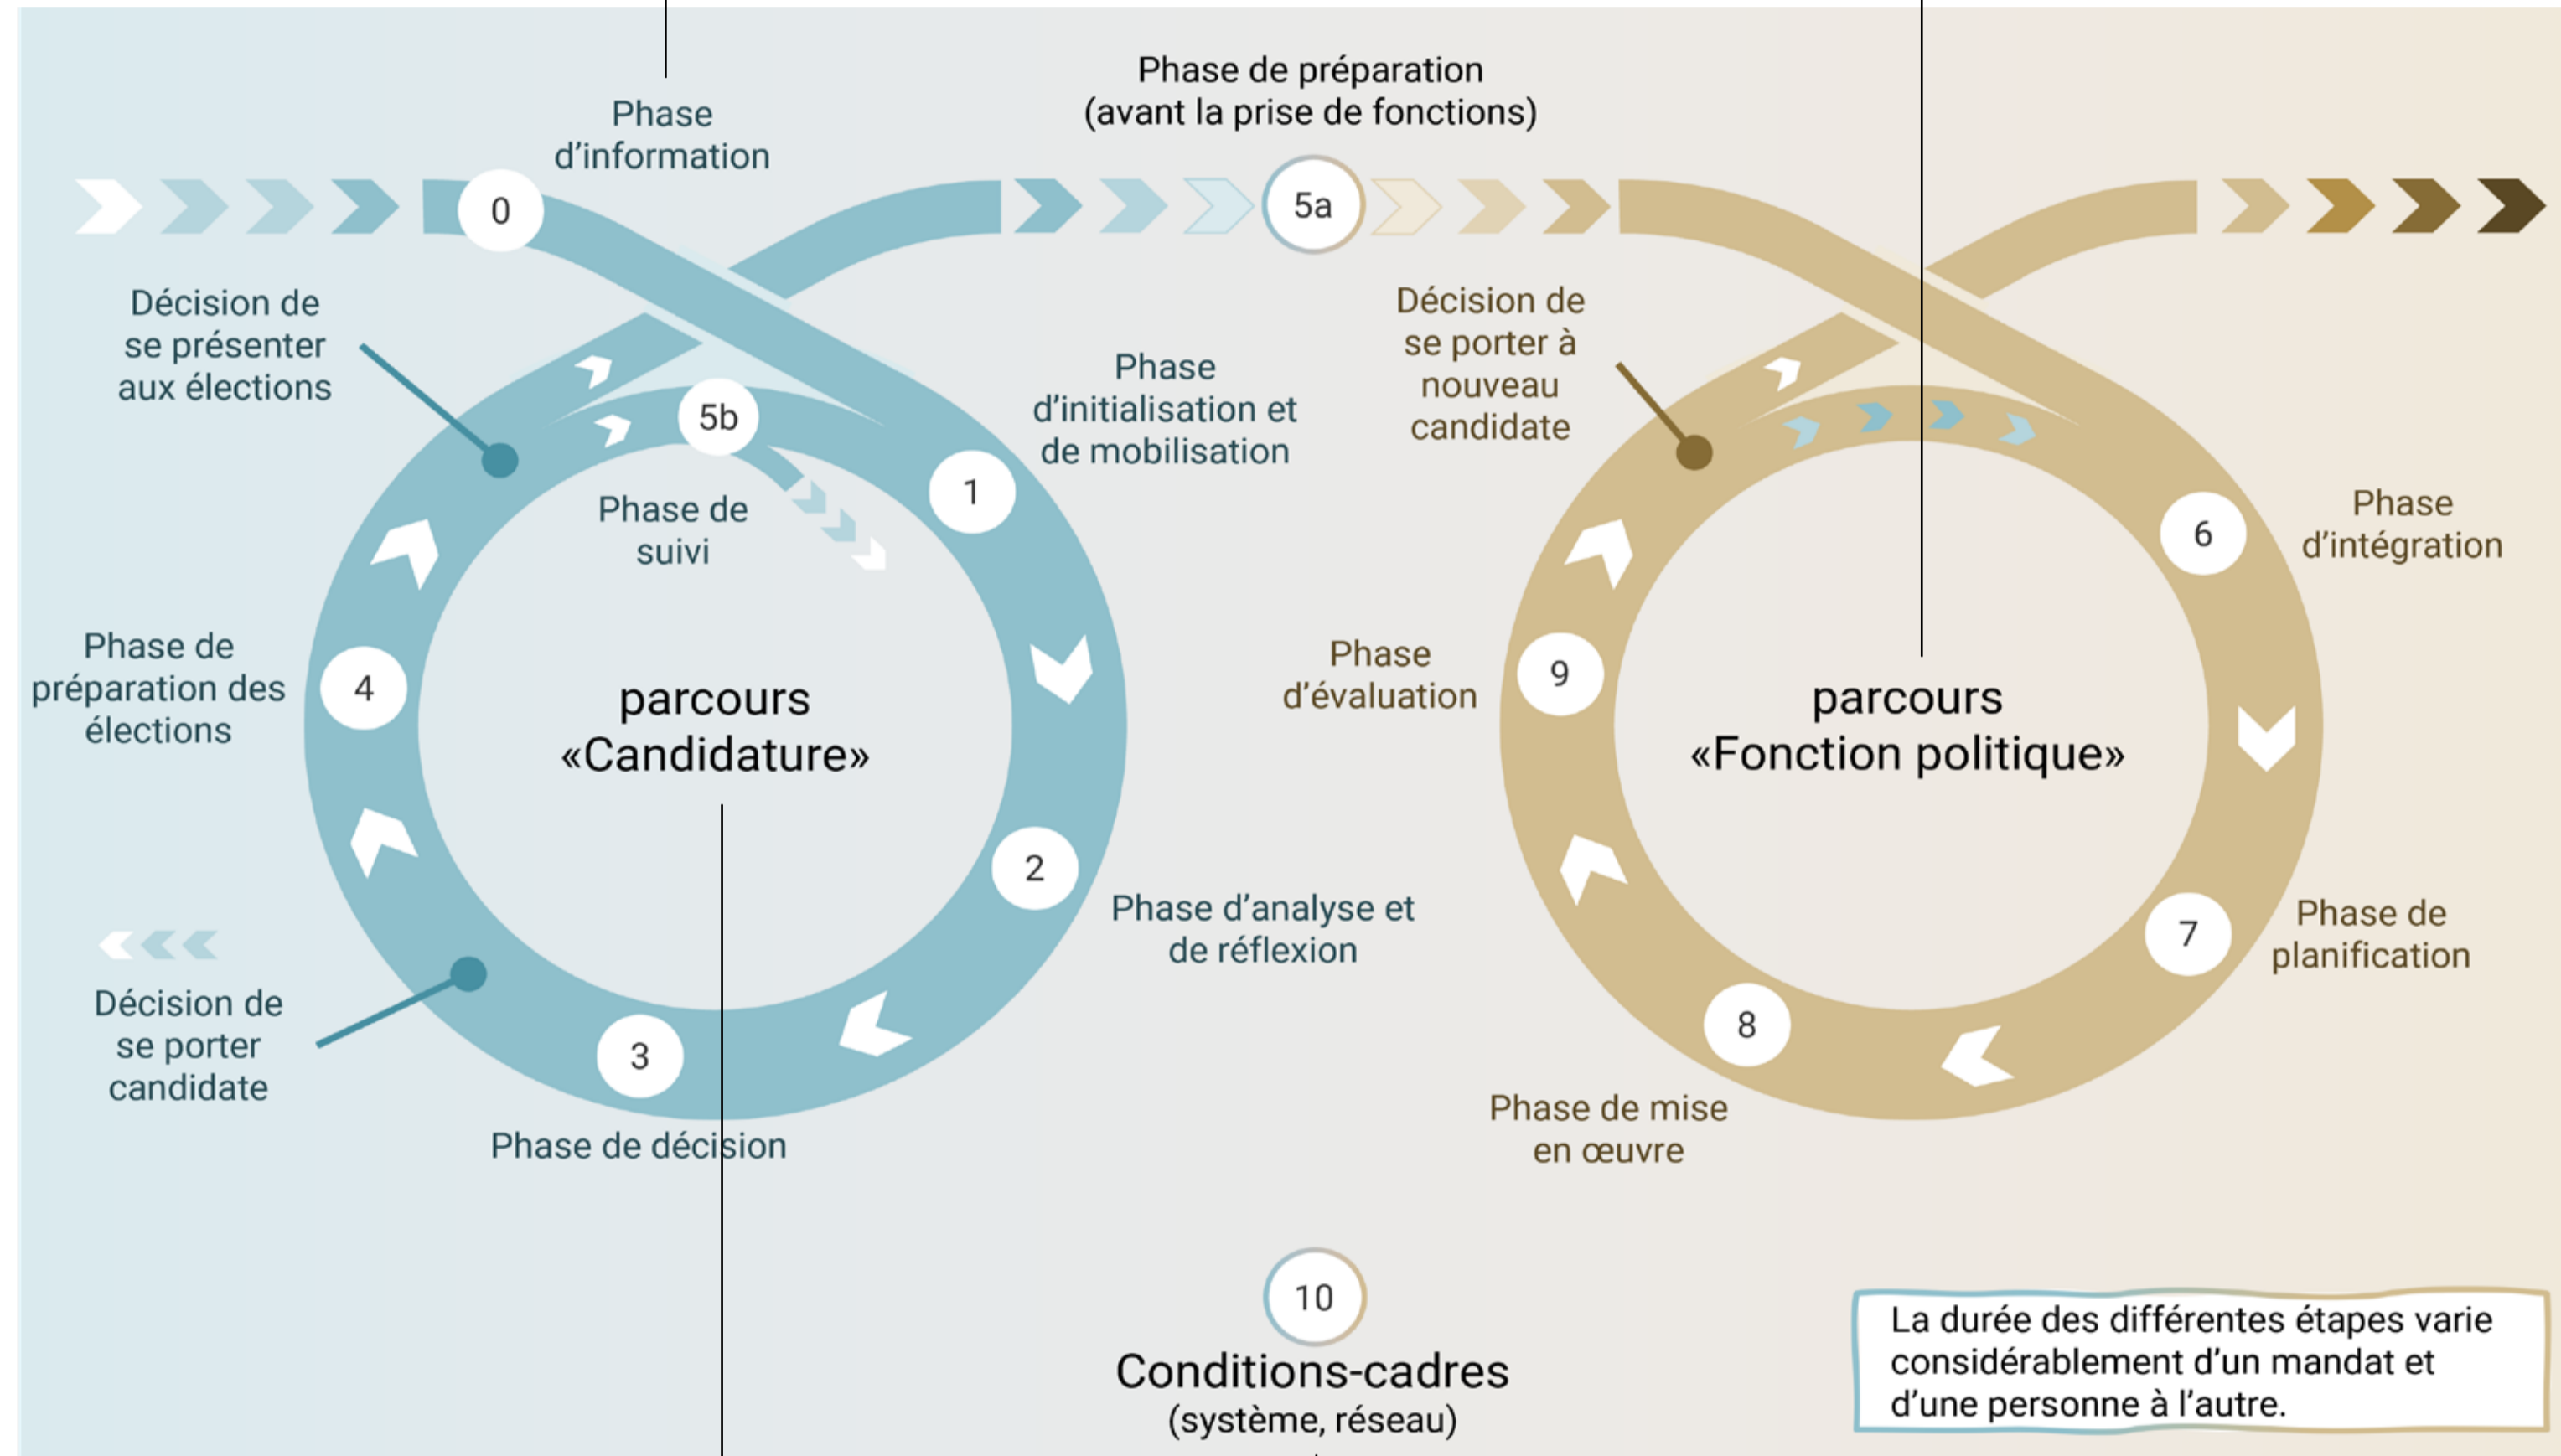 Phase de préparation
(avant la prise de fonctions)
Phase
d’information
0
5a
Décision de
se présenter
aux élections
Décision de
se porter à
nouveau
candidate
Phase
d’initialisation et
de mobilisation
5b
1
Phase de
suivi
6
Phase
d’intégration
Phase de
préparation des
élections
4
parcours
«Candidature»
Phase
d’évaluation
9
parcours
«Fonction politique»
2
Phase d’analyse et
de réflexion
7
Phase de
planification
Décision de
se porter
candidate
3
Phase de décision
8
Phase de mise
en œuvre
10
Conditions-cadres
(système, réseau)
La durée des différentes étapes varie
considérablement d’un mandat et
d’une personne à l’autre.